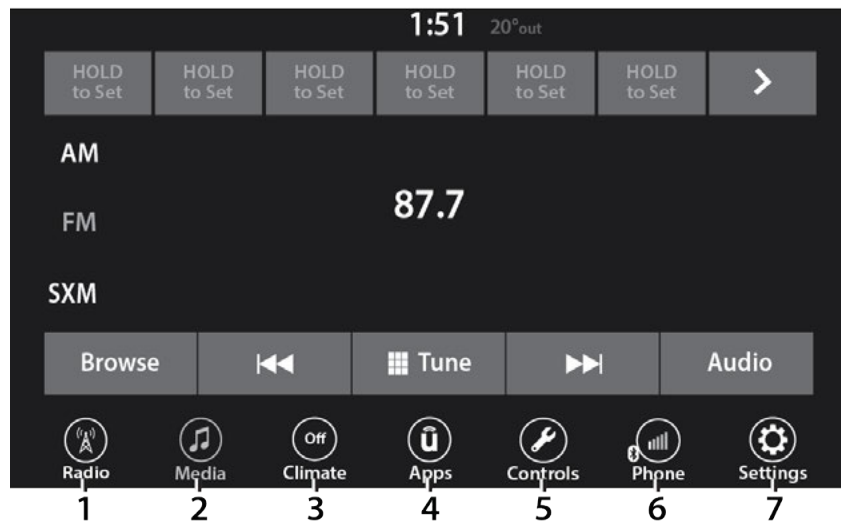 1:51 20°out
HOLD to Set HOLD to Set HOLD to Set HOLD to Set HOLD to Set HOLD to Set
AM
87.7
FM
SXM
Browse Tune Audio
Off ü
Radio Media Climate Apps Controls Phone Settings
1 2 3 4 5 6 7